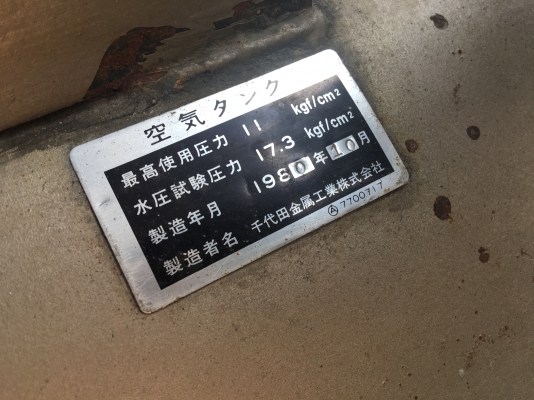 空気タンク
最高使用圧力 11 kgf/cm²
水圧試験圧力 17.3 kgf/cm²
製造年月 1980年10月
製造者名 千代田金属工業株式会社
Ⓐ 7700717